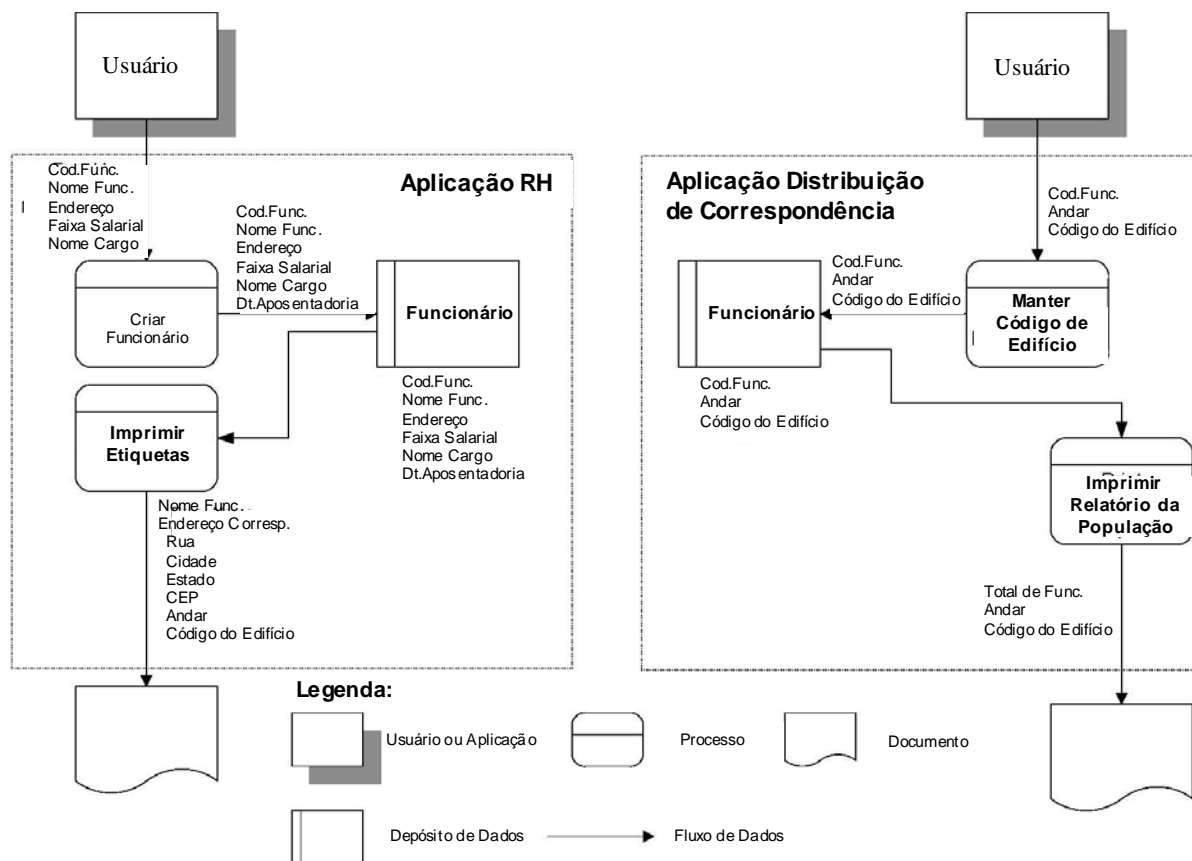 Usuário
Usuário
Aplicação RH
Cod.Func.
Nome Func.
Endereço
Faixa Salarial
Nome Cargo
Cod.Func.
Nome Func.
Endereço
Faixa Salarial
Nome Cargo
Dt.Aposentadoria
Criar
Funcionário
Funcionário
Cod.Func.
Nome Func.
Endereço
Faixa Salarial
Nome Cargo
Dt.Aposentadoria
Imprimir
Etiquetas
Nome Func.
Endereço Corresp.
Rua
Cidade
Estado
CEP
Andar
Código do Edifício
Aplicação Distribuição
de Correspondência
Cod.Func.
Andar
Código do Edifício
Cod.Func.
Andar
Código do Edifício
Manter
Código de
Edifício
Funcionário
Cod.Func.
Andar
Código do Edifício
Imprimir
Relatório da
População
Total de Func.
Andar
Código do Edifício
Legenda:
Usuário ou Aplicação
Processo
Documento
Depósito de Dados
Fluxo de Dados